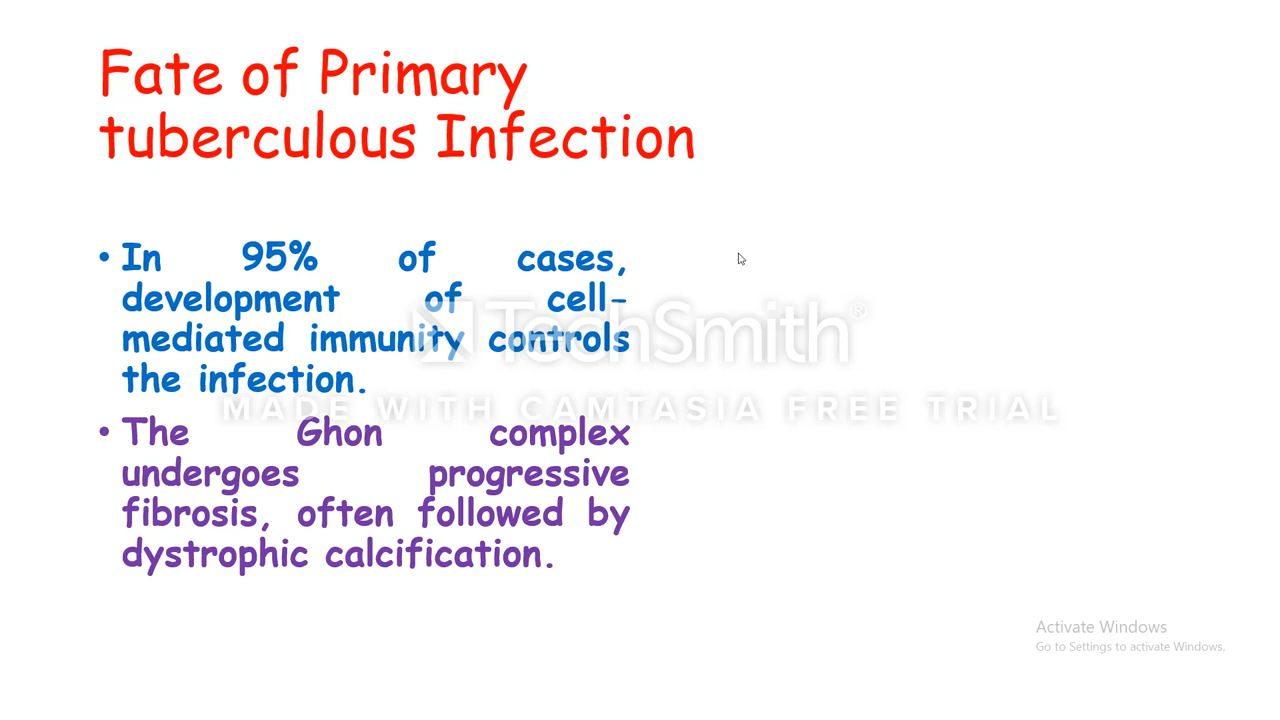 Fate of Primary
tuberculous Infection
• In 95% of cases,
development of cell-
mediated immunity controls
the infection.
TechSmith®
MADE WITH CAMTASIA FREE TRIAL
• The Ghon complex
undergoes progressive
fibrosis, often followed by
dystrophic calcification.
Activate Windows
Go to Settings to activate Windows.